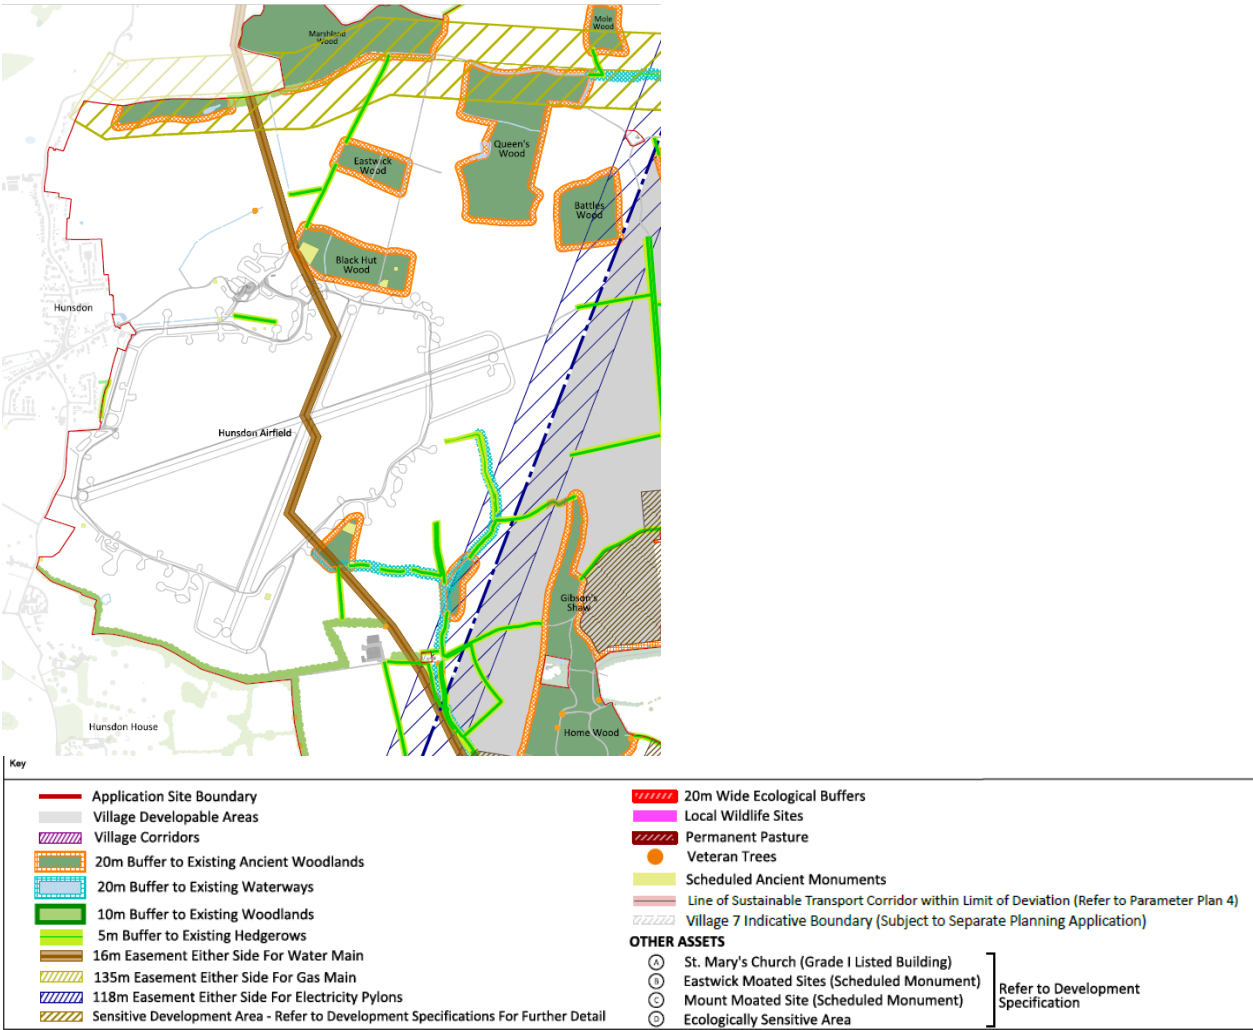 Mole
Wood
Marshland
Wood
Queen's
Wood
Eastwick
Wood
Battles
Wood
Black Hut
Wood
Hunsdon
Hunsdon Airfield
Gibson's
Shaw
Hunsdon House
Home Wood
Key
Application Site Boundary
Village Developable Areas
Village Corridors
20m Buffer to Existing Ancient Woodlands
20m Buffer to Existing Waterways
10m Buffer to Existing Woodlands
5m Buffer to Existing Hedgerows
16m Easement Either Side For Water Main
135m Easement Either Side For Gas Main
118m Easement Either Side For Electricity Pylons
Sensitive Development Area - Refer to Development Specifications For Further Detail
20m Wide Ecological Buffers
Local Wildlife Sites
Permanent Pasture
Veteran Trees
Scheduled Ancient Monuments
Line of Sustainable Transport Corridor within Limit of Deviation (Refer to Parameter Plan 4)
Village 7 Indicative Boundary (Subject to Separate Planning Application)
OTHER ASSETS
A St. Mary's Church (Grade I Listed Building)
B Eastwick Moated Sites (Scheduled Monument)
C Mount Moated Site (Scheduled Monument)
D Ecologically Sensitive Area
Refer to Development
Specification